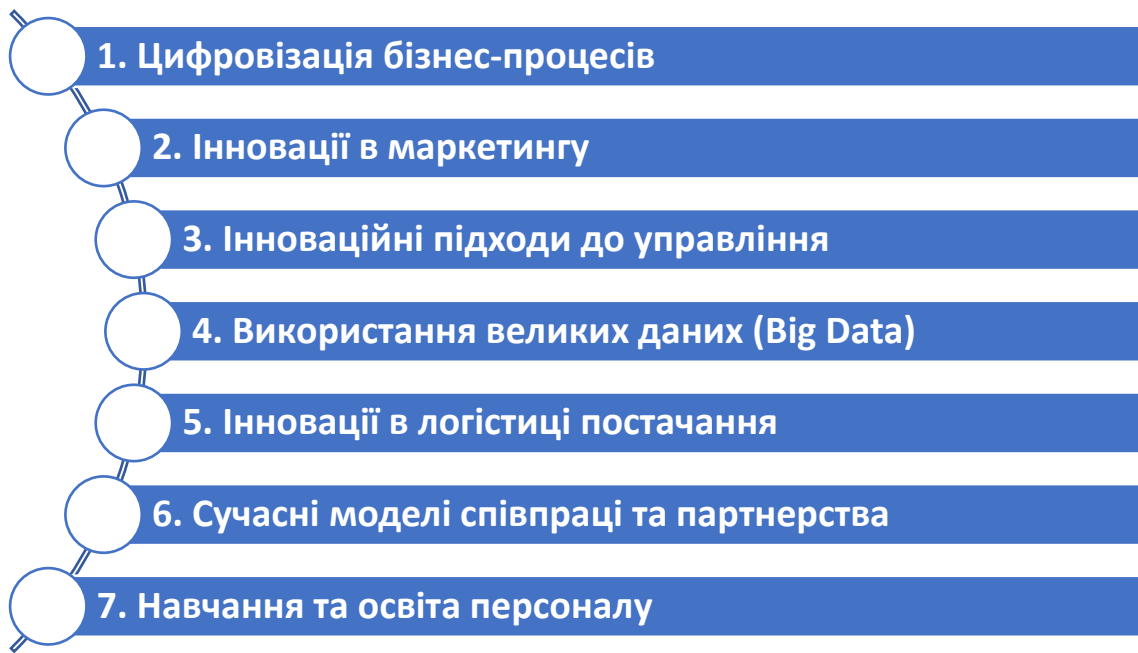 1. Цифровізація бізнес-процесів
2. Інновації в маркетингу
3. Інноваційні підходи до управління
4. Використання великих даних (Big Data)
5. Інновації в логістиці постачання
6. Сучасні моделі співпраці та партнерства
7. Навчання та освіта персоналу